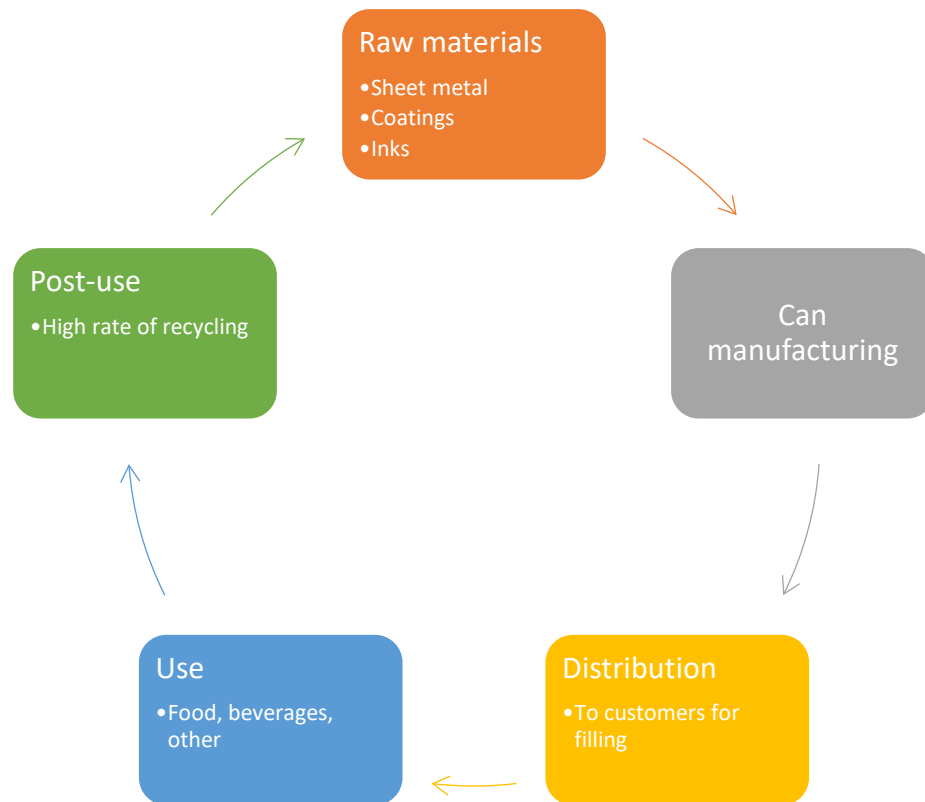 Raw materials
•Sheet metal
•Coatings
•Inks
Can
manufacturing
Distribution
•To customers for
filling
Use
•Food, beverages,
other
Post-use
•High rate of recycling